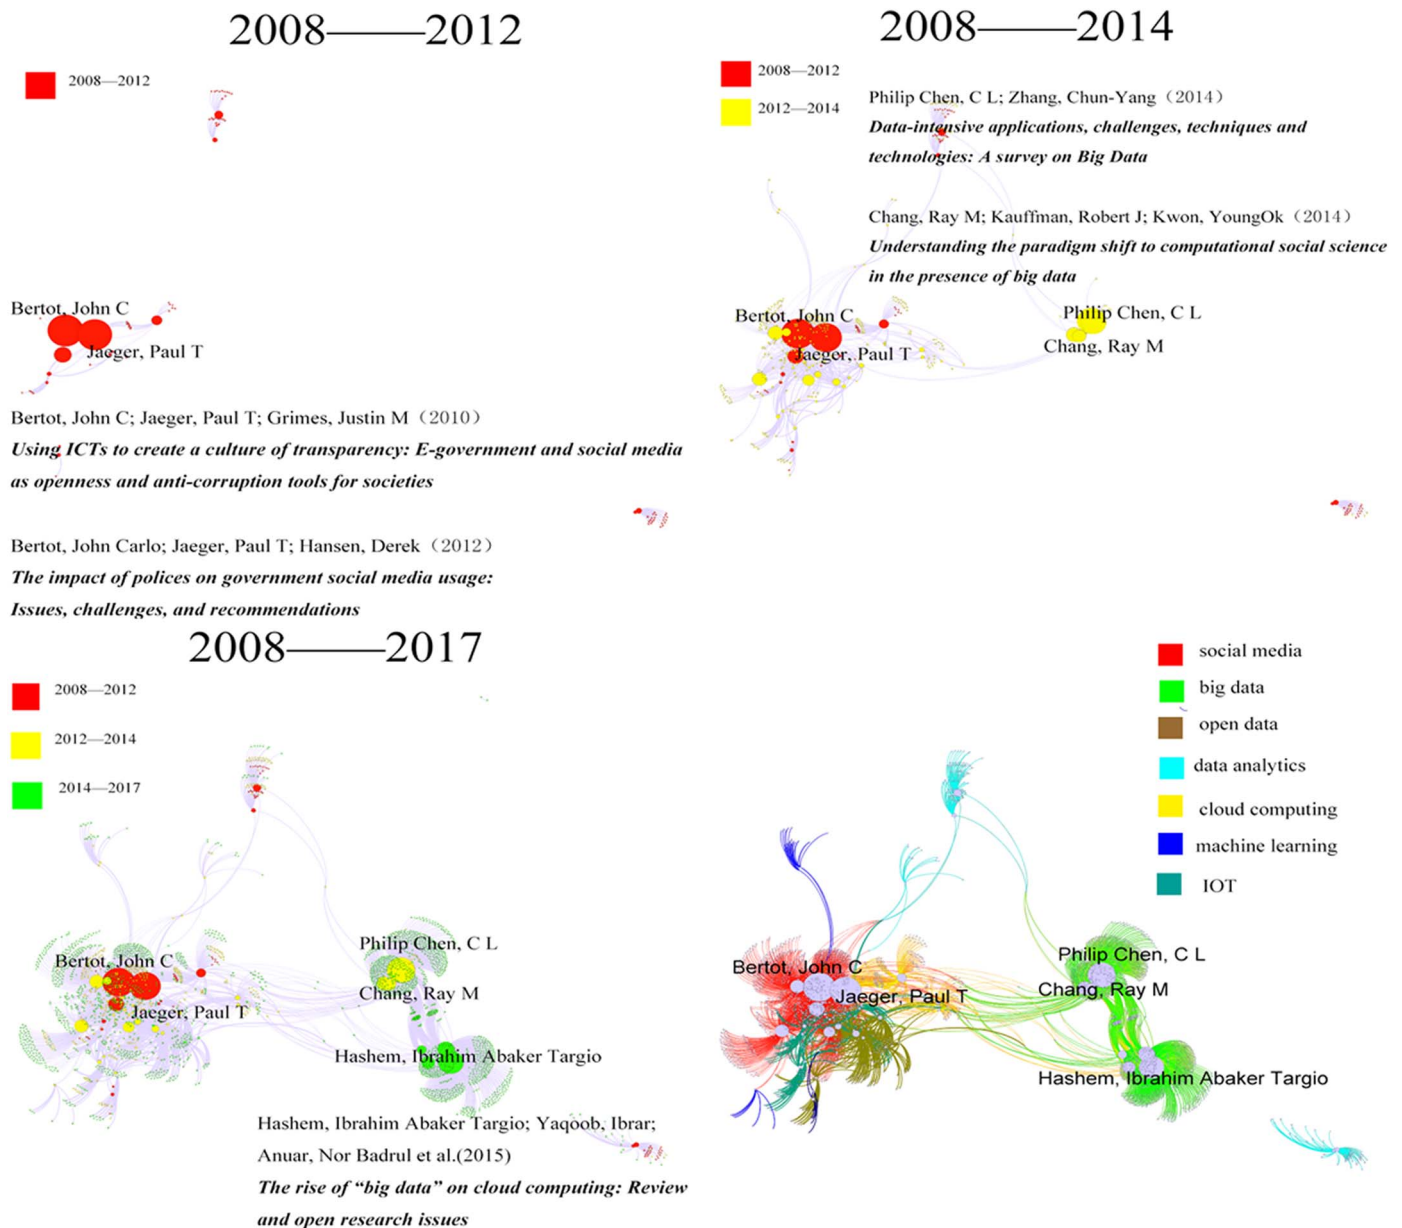 2008——2012
2008—2012
Bertot, John C
Jaeger, Paul T
Bertot, John C; Jaeger, Paul T; Grimes, Justin M（2010）
Using ICTs to create a culture of transparency: E-government and social media
as openness and anti-corruption tools for societies
Bertot, John Carlo; Jaeger, Paul T; Hansen, Derek（2012）
The impact of polices on government social media usage:
Issues, challenges, and recommendations
2008——2014
2008—2012
2012—2014
Philip Chen, C L; Zhang, Chun-Yang（2014）
Data-intensive applications, challenges, techniques and
technologies: A survey on Big Data
Chang, Ray M; Kauffman, Robert J; Kwon, YoungOk（2014）
Understanding the paradigm shift to computational social science
in the presence of big data
Bertot, John C
Jaeger, Paul T
Philip Chen, C L
Chang, Ray M
2008——2017
2008—2012
2012—2014
2014—2017
Bertot, John C
Jaeger, Paul T
Philip Chen, C L
Chang, Ray M
Hashem, Ibrahim Abaker Targio
Hashem, Ibrahim Abaker Targio; Yaqoob, Ibrar;
Anuar, Nor Badrul et al.(2015)
The rise of “big data” on cloud computing: Review
and open research issues
social media
big data
open data
data analytics
cloud computing
machine learning
IOT
Bertot, John C
Jaeger, Paul T
Philip Chen, C L
Chang, Ray M
Hashem, Ibrahim Abaker Targio